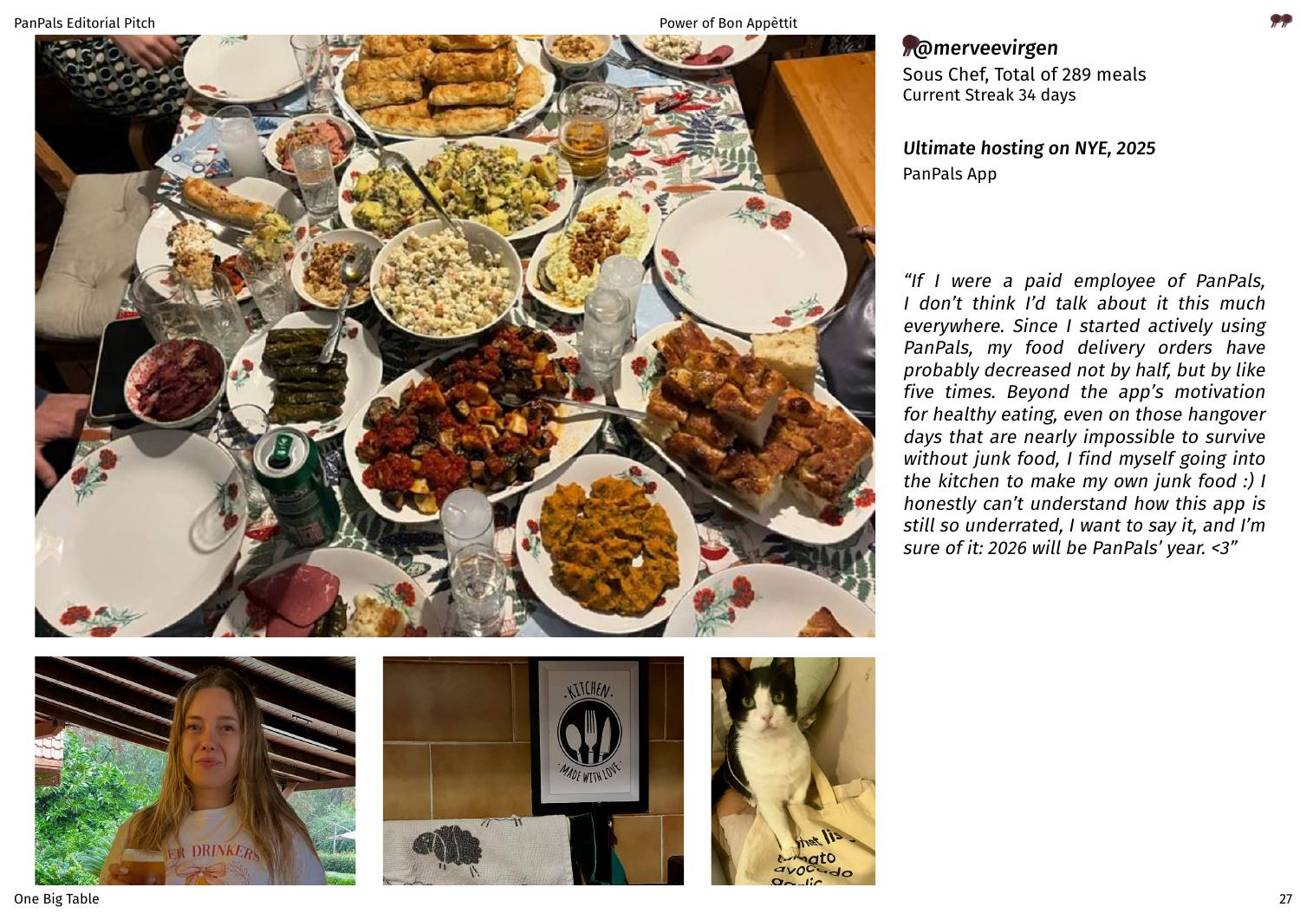 PanPals Editorial Pitch
Power of Bon Appèttit
@merveevirgen
Sous Chef, Total of 289 meals
Current Streak 34 days
Ultimate hosting on NYE, 2025
PanPals App
“If I were a paid employee of PanPals,
I don’t think I’d talk about it this much
everywhere. Since I started actively using
PanPals, my food delivery orders have
probably decreased not by half, but by like
five times. Beyond the app’s motivation
for healthy eating, even on those hangover
days that are nearly impossible to survive
without junk food, I find myself going into
the kitchen to make my own junk food :) I
honestly can’t understand how this app is
still so underrated, I want to say it, and I’m
sure of it: 2026 will be PanPals’ year. <3”
ER DRINKERS
·KITCHEN·
·MADE WITH LOVE·
avocado
One Big Table
27